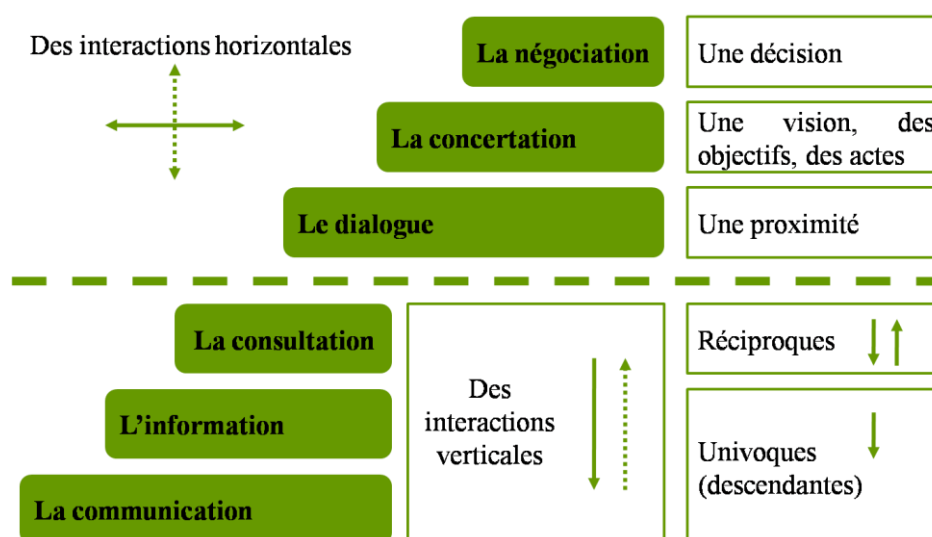 Des interactions horizontales
La négociation
Une décision
La concertation
Une vision, des
objectifs, des actes
Le dialogue
Une proximité
La consultation
L’information
La communication
Des
interactions
verticales
Réciproques
Univoques
(descendantes)